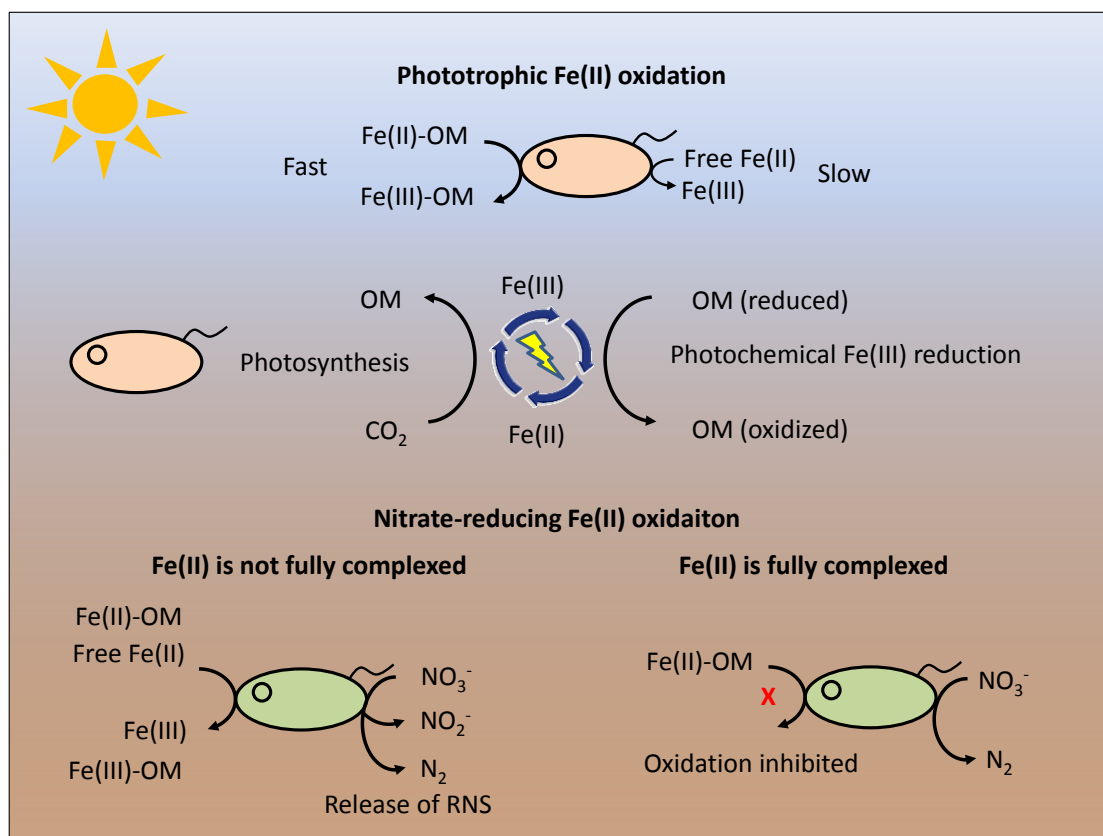 Phototrophic Fe(II) oxidation
Fe(II)-OM
Fast
Fe(III)-OM
Free Fe(II)
Fe(III)
Slow
OM
Photosynthesis
CO₂
Fe(III)
Fe(II)
OM (reduced)
Photochemical Fe(III) reduction
OM (oxidized)
Nitrate-reducing Fe(II) oxidaiton
Fe(II) is not fully complexed
Fe(II)-OM
Free Fe(II)
Fe(III)
Fe(III)-OM
NO₃⁻
NO₂⁻
N₂
Release of RNS
Fe(II) is fully complexed
Fe(II)-OM
X
Oxidation inhibited
NO₃⁻
N₂